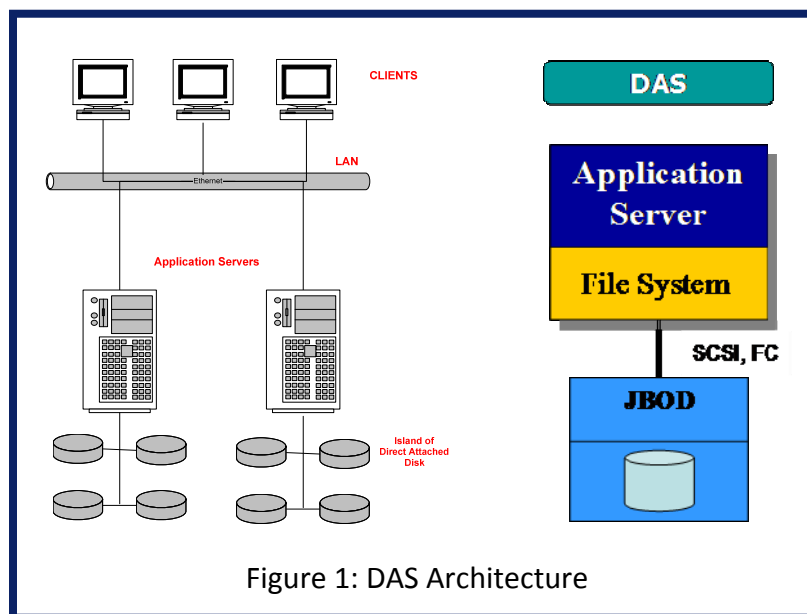 CLIENTS
LAN
Ethernet
Application Servers
Island of
Direct Attached
Disk
DAS
Application
Server
File System
SCSI, FC
JBOD
Figure 1: DAS Architecture